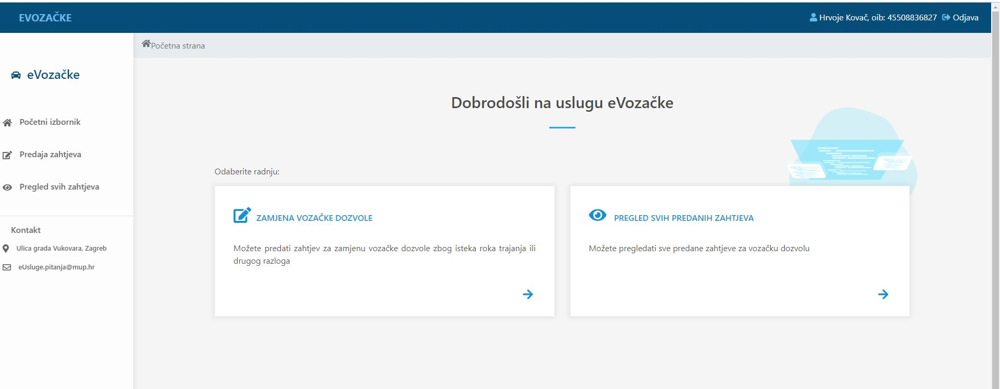 EVOZAČKE
Hrvoje Kovač, oib: 45508836827 Odjava
Početna strana
eVozačke
Početni izbornik
Predaja zahtjeva
Pregled svih zahtjeva
Kontakt
Ulica grada Vukovara, Zagreb
eUsluge.pitanja@mup.hr
Dobrodošli na uslugu eVozačke
Odaberite radnju:
ZAMJENA VOZAČKE DOZVOLE
Možete predati zahtjev za zamjenu vozačke dozvole zbog isteka roka trajanja ili
drugog razloga
PREGLED SVIH PREDANIH ZAHTJEVA
Možete pregledati sve predane zahtjeve za vozačku dozvolu